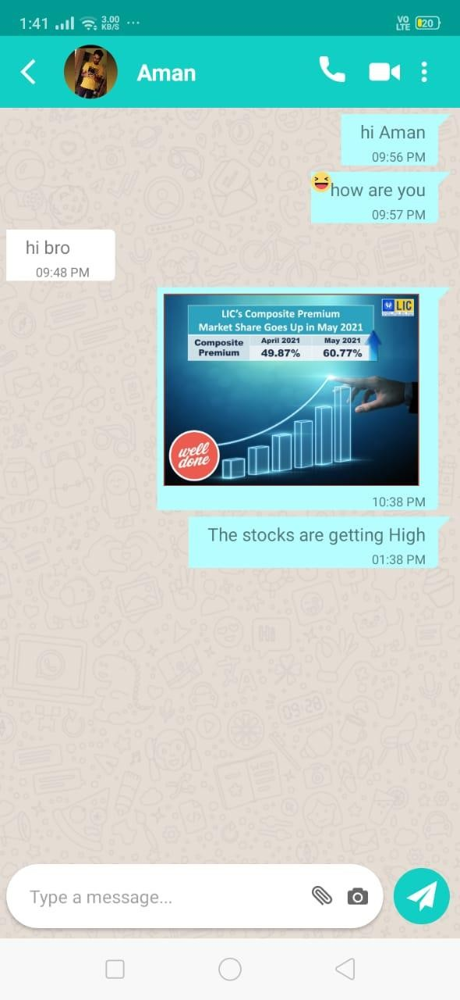 1:41
3.00
KB/S
VO
LTE
20
Aman
hi Aman
09:56 PM
how are you
09:57 PM
hi bro
09:48 PM
LIC
LIC's Composite Premium
Market Share Goes Up in May 2021
Composite Premium April 2021 May 2021
49.87% 60.77%
well
done
10:38 PM
The stocks are getting High
01:38 PM
Hi
09:28
Type a message...